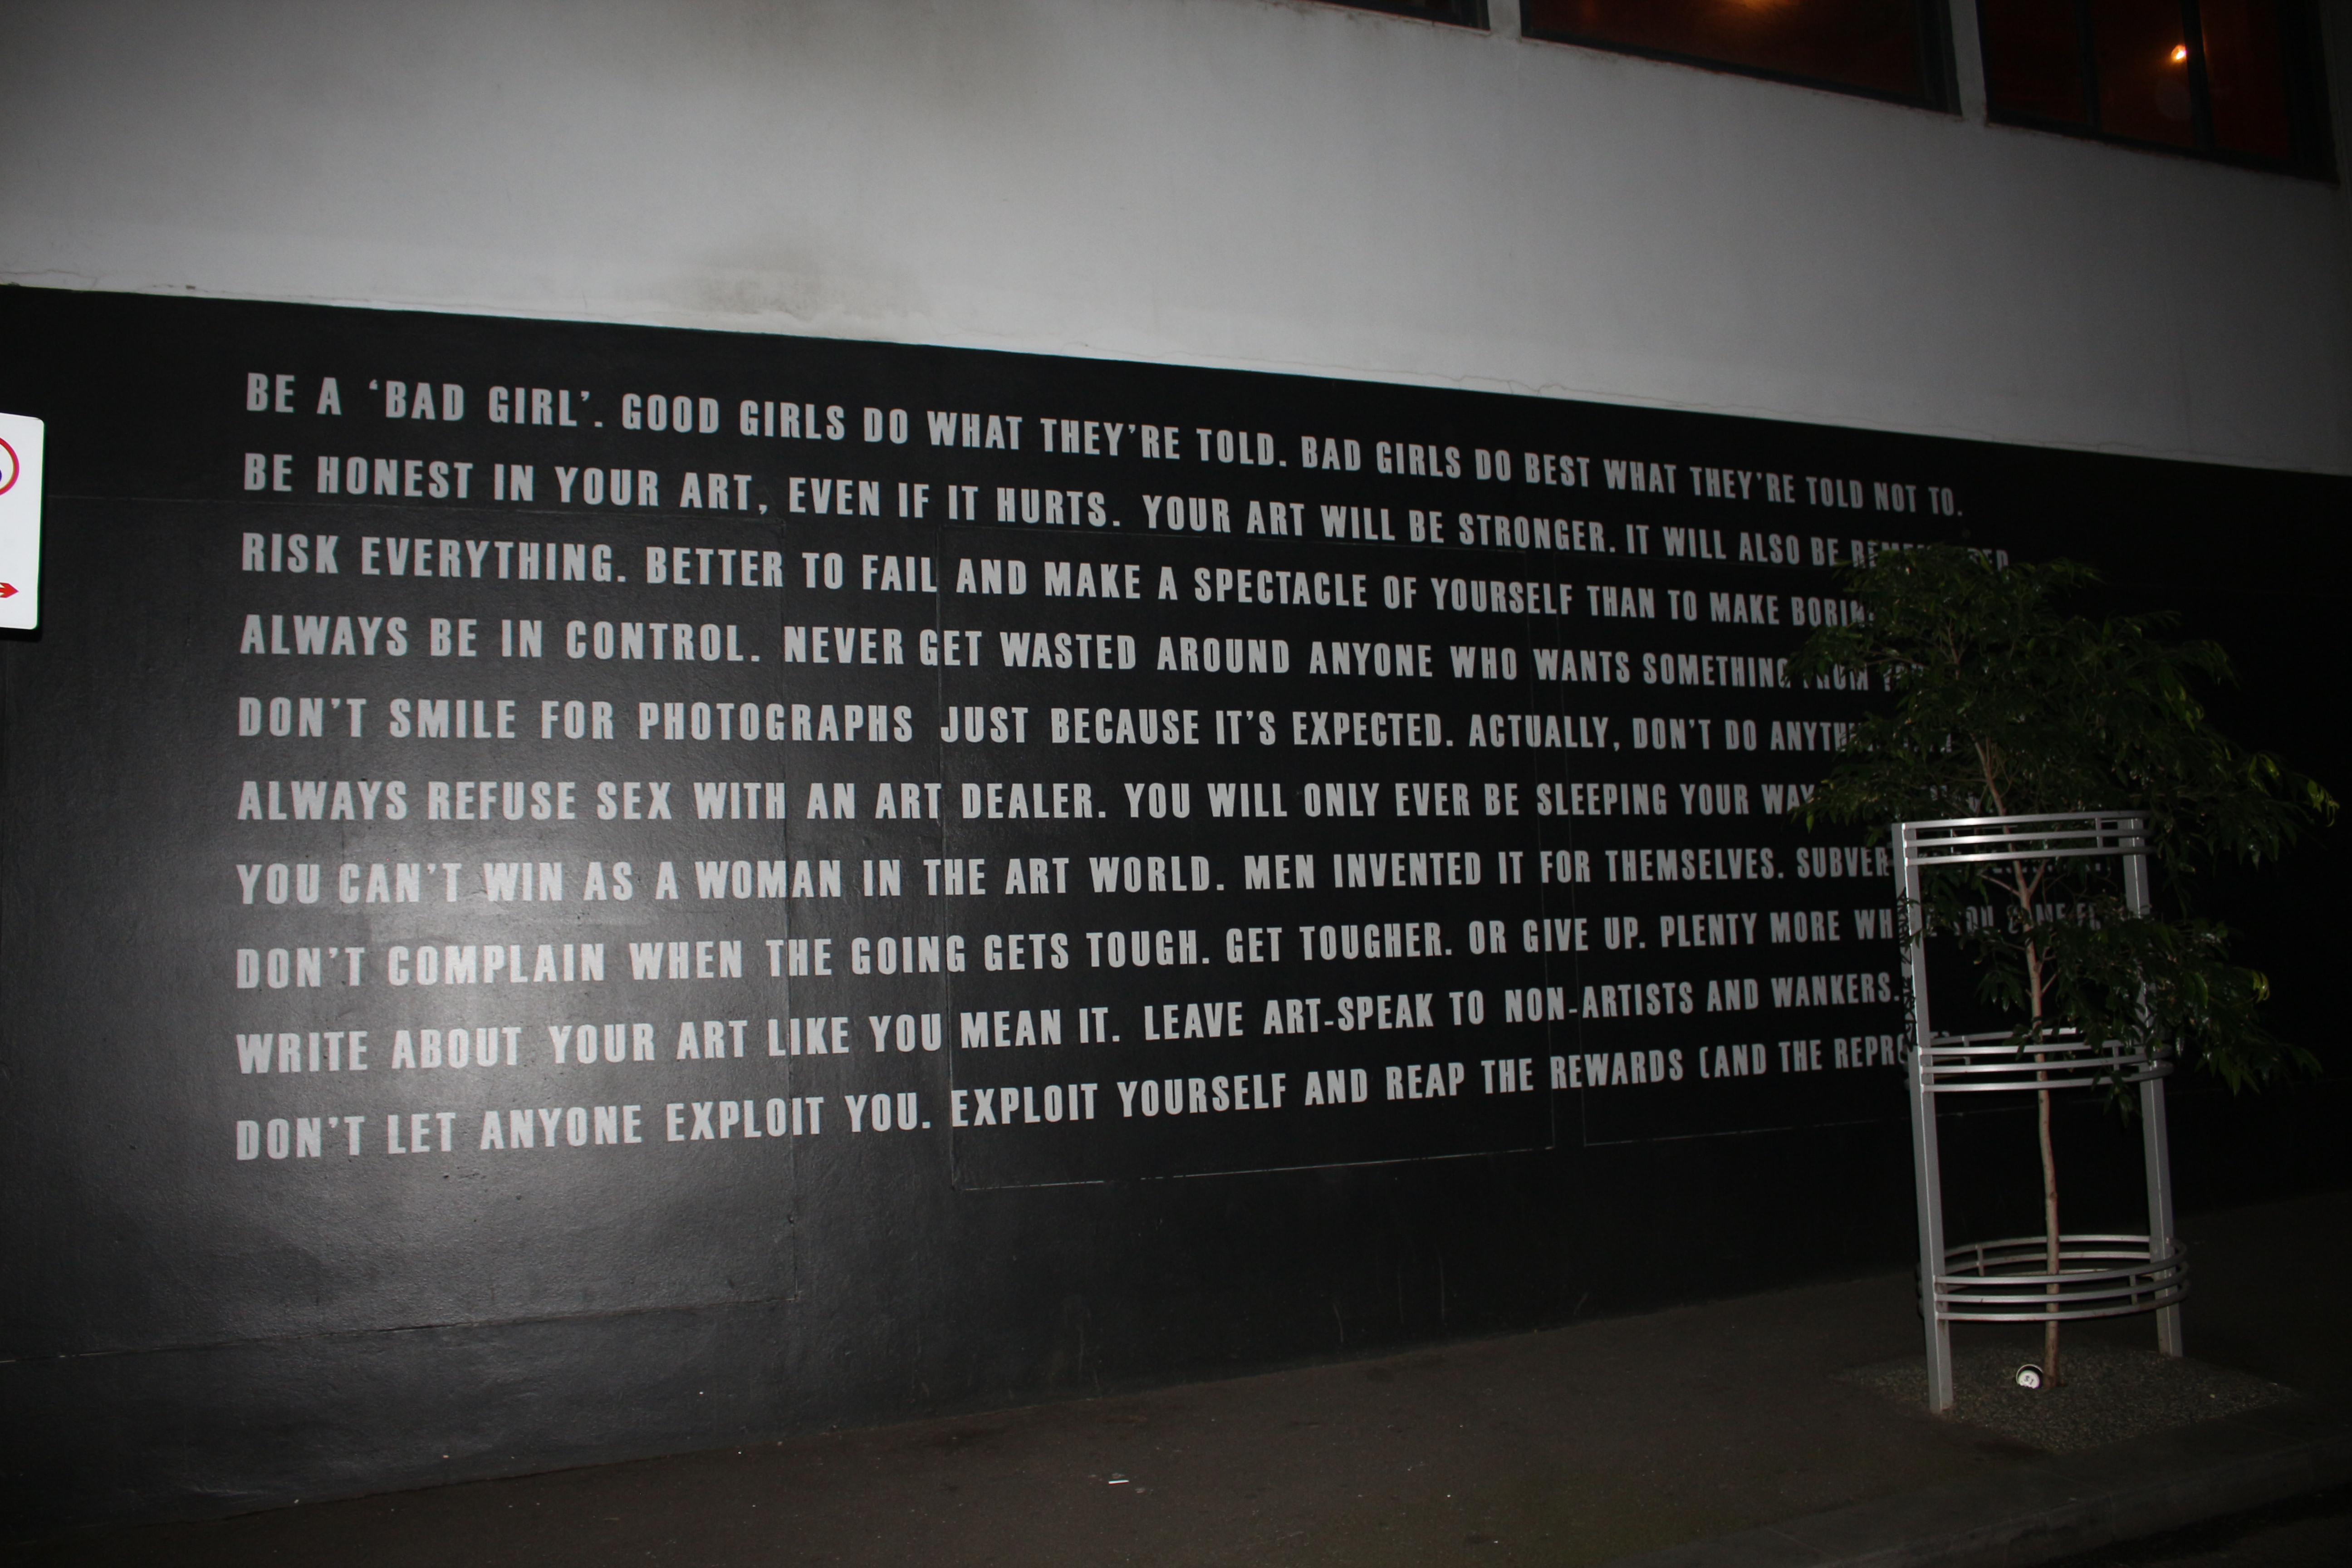 BE A ‘BAD GIRL’. GOOD GIRLS DO WHAT THEY’RE TOLD. BAD GIRLS DO BEST WHAT THEY’RE TOLD NOT TO.
BE HONEST IN YOUR ART, EVEN IF IT HURTS. YOUR ART WILL BE STRONGER. IT WILL ALSO BE
RISK EVERYTHING. BETTER TO FAIL AND MAKE A SPECTACLE OF YOURSELF THAN TO MAKE
ALWAYS BE IN CONTROL. NEVER GET WASTED AROUND ANYONE WHO WANTS SOMETHING FROM
DON’T SMILE FOR PHOTOGRAPHS JUST BECAUSE IT’S EXPECTED. ACTUALLY, DON’T DO
ALWAYS REFUSE SEX WITH AN ART DEALER. YOU WILL ONLY EVER BE SLEEPING YOUR WAY
YOU CAN’T WIN AS A WOMAN IN THE ART WORLD. MEN INVENTED IT FOR THEMSELVES.
DON’T COMPLAIN WHEN THE GOING GETS TOUGH. GET TOUGHER. OR GIVE UP. PLENTY MORE
WRITE ABOUT YOUR ART LIKE YOU MEAN IT. LEAVE ART-SPEAK TO NON-ARTISTS AND WANKERS.
DON’T LET ANYONE EXPLOIT YOU. EXPLOIT YOURSELF AND REAP THE REWARDS (AND THE